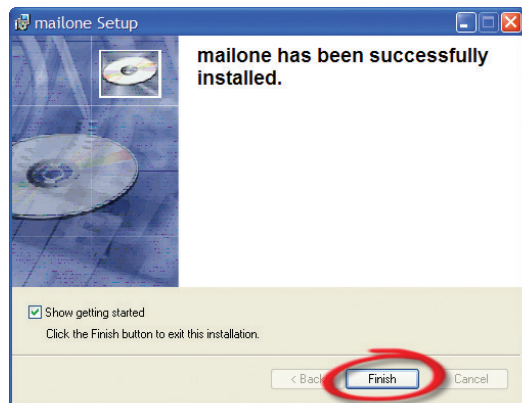 mailone Setup
mailone has been successfully
installed.
Show getting started
Click the Finish button to exit this installation.
< Back
Finish
Cancel